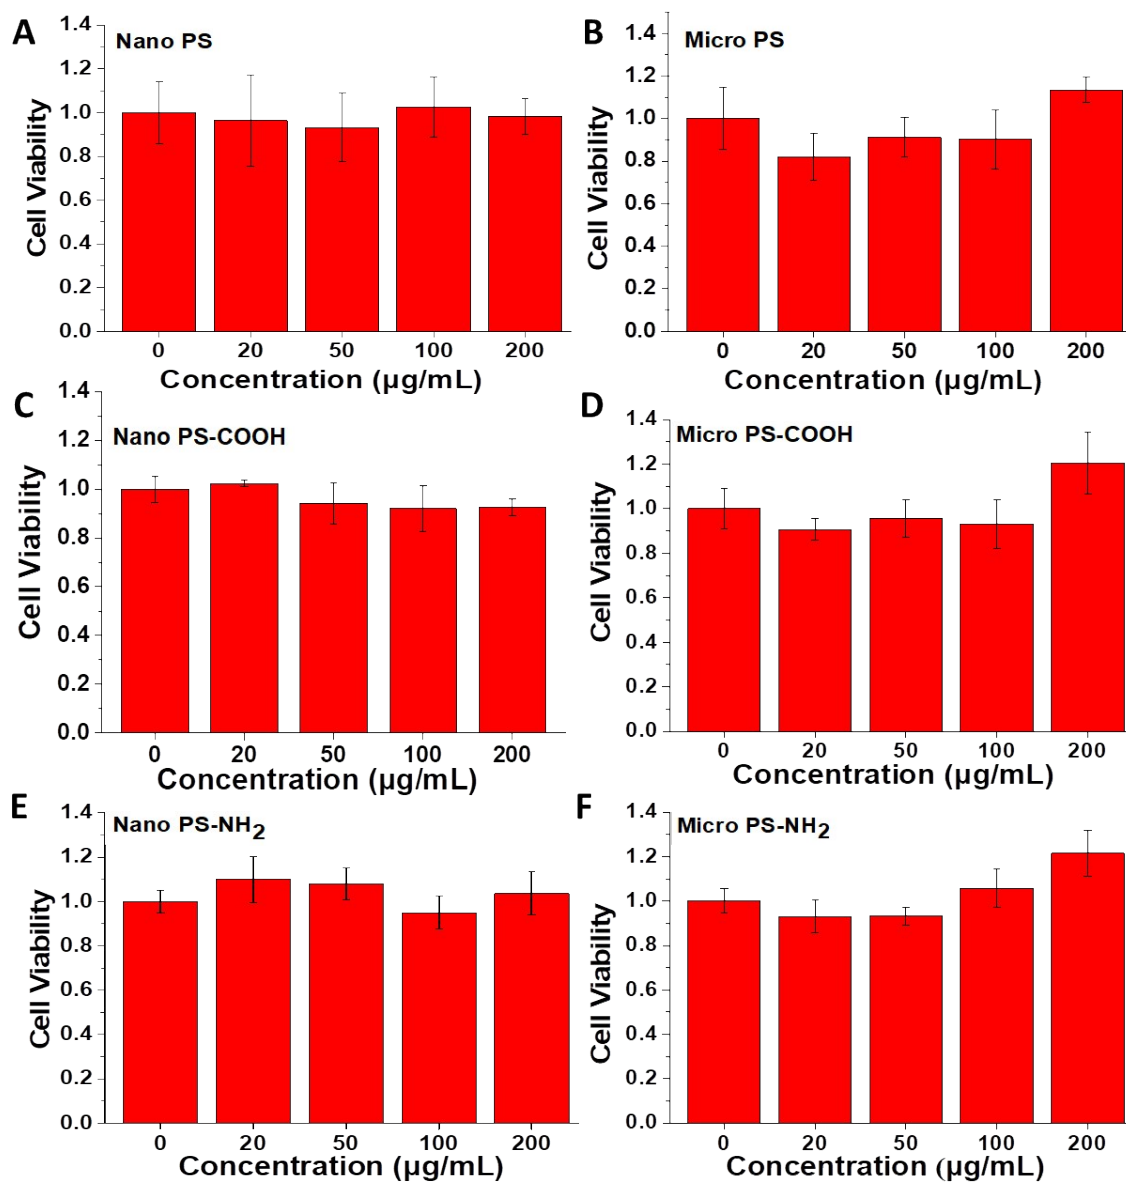 A
Nano PS
Cell Viability
1.4
1.2
1.0
0.8
0.6
0.4
0.2
0.0
0 20 50 100 200
Concentration (µg/mL)
B
Micro PS
Cell Viability
1.4
1.2
1.0
0.8
0.6
0.4
0.2
0.0
0 20 50 100 200
Concentration (µg/mL)
C
Nano PS-COOH
Cell Viability
1.4
1.2
1.0
0.8
0.6
0.4
0.2
0.0
0 20 50 100 200
Concentration (µg/mL)
D
Micro PS-COOH
Cell Viability
1.4
1.2
1.0
0.8
0.6
0.4
0.2
0.0
0 20 50 100 200
Concentration (µg/mL)
E
Nano PS-NH₂
Cell Viability
1.4
1.2
1.0
0.8
0.6
0.4
0.2
0.0
0 20 50 100 200
Concentration (µg/mL)
F
Micro PS-NH₂
Cell Viability
1.4
1.2
1.0
0.8
0.6
0.4
0.2
0.0
0 20 50 100 200
Concentration (µg/mL)